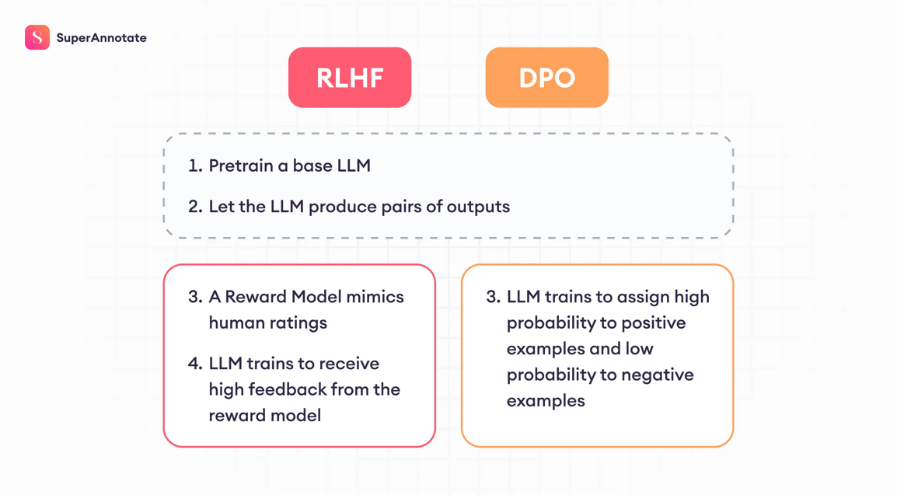 SuperAnnotate
RLHF
DPO
1. Pretrain a base LLM
2. Let the LLM produce pairs of outputs
3. A Reward Model mimics
human ratings
4. LLM trains to receive
high feedback from the
reward model
3. LLM trains to assign high
probability to positive
examples and low
probability to negative
examples